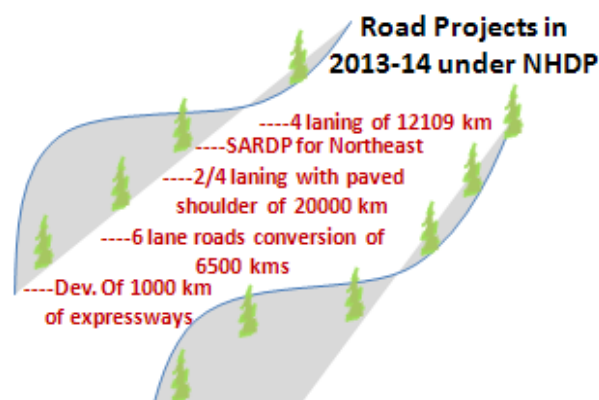 Road Projects in
2013-14 under NHDP
----4 laning of 12109 km
----SARDP for Northeast
----2/4 laning with paved
shoulder of 20000 km
----6 lane roads conversion of
6500 kms
----Dev. Of 1000 km
of expressways